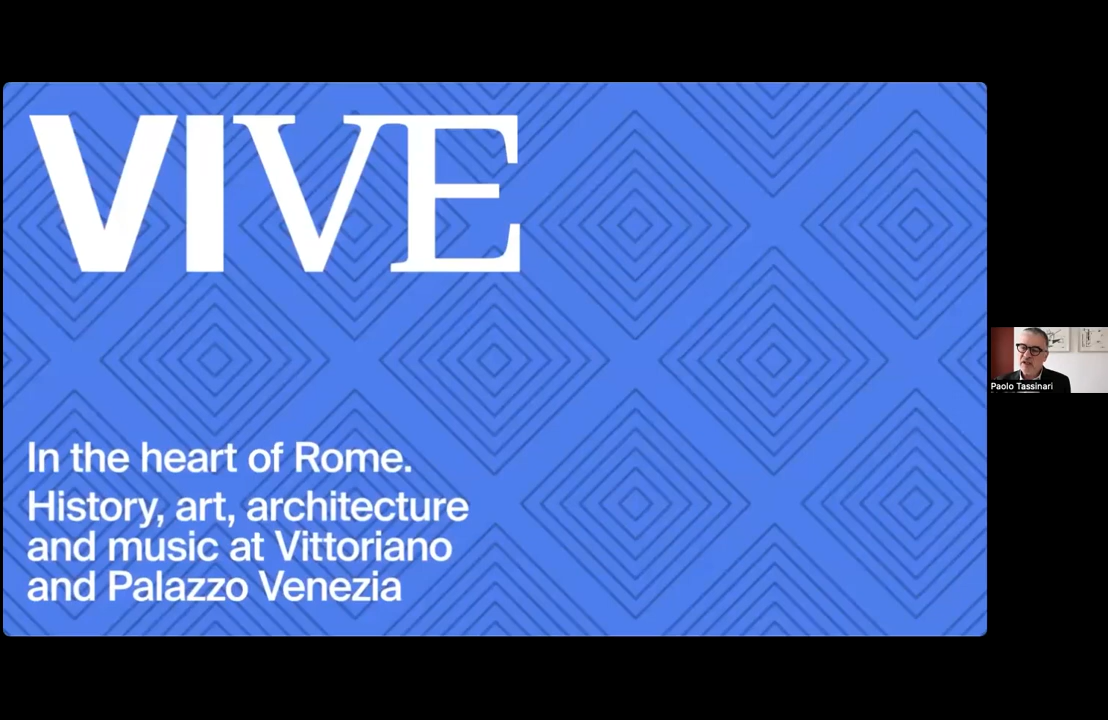 VIVE
In the heart of Rome.
History, art, architecture
and music at Vittoriano
and Palazzo Venezia
Paolo Tassinari